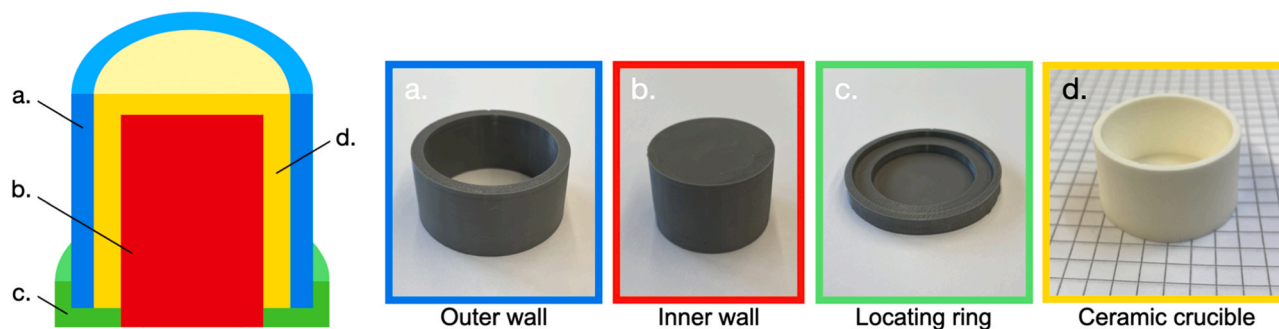 a.
b.
c.
d.
a.
b.
c.
d.
Outer wall
Inner wall
Locating ring
Ceramic crucible